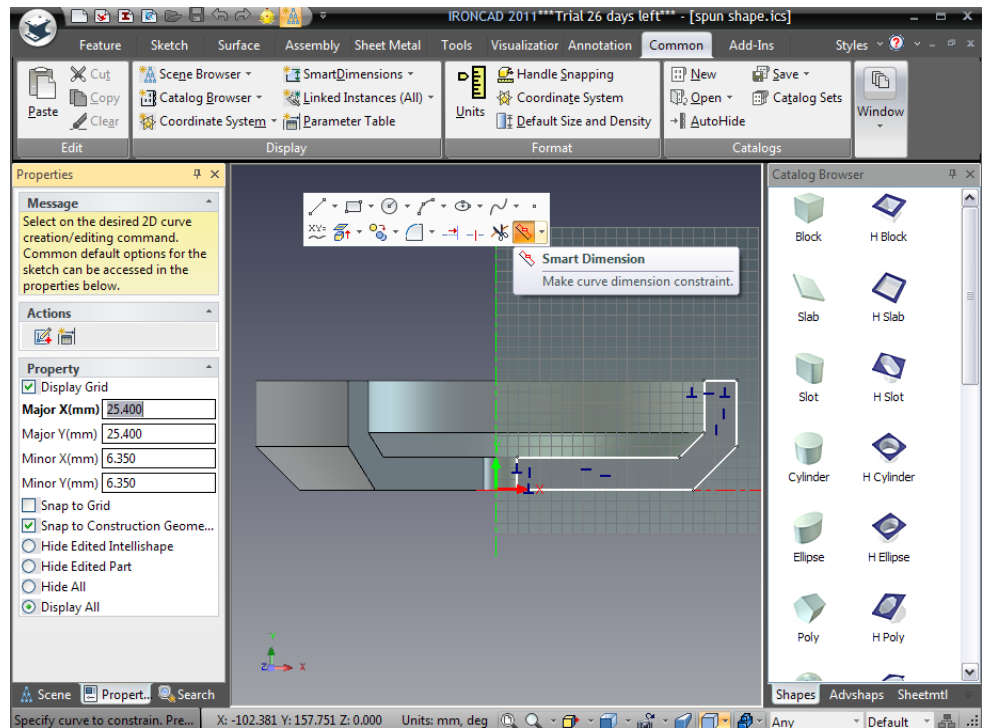 IRONCAD 2011***Trial 26 days left*** - [spun shape.ics]
Feature Sketch Surface Assembly Sheet Metal Tools Visualizatior Annotation Common Add-Ins Styles
Paste
Cut
Copy
Clear
Edit
Scene Browser
Catalog Browser
Coordinate System
SmartDimensions
Linked Instances (All)
Parameter Table
Display
Units
Handle Snapping
Coordinate System
Default Size and Density
Format
New
Open
AutoHide
Save
Catalog Sets
Catalogs
Window
Properties
Message
Select on the desired 2D curve
creation/editing command.
Common default options for the
sketch can be accessed in the
properties below.
Actions
Property
Display Grid
Major X(mm) 25.400
Major Y(mm) 25.400
Minor X(mm) 6.350
Minor Y(mm) 6.350
Snap to Grid
Snap to Construction Geome...
Hide Edited Intellishape
Hide Edited Part
Hide All
Display All
Scene Propert... Search
XY=
Smart Dimension
Make curve dimension constraint.
X
Z X
Catalog Browser
Block H Block
Slab H Slab
Slot H Slot
Cylinder H Cylinder
Ellipse H Ellipse
Poly H Poly
Shapes Advshaps Sheetmtl
Specify curve to constrain. Pre... X: -102.381 Y: 157.751 Z: 0.000 Units: mm, deg Any Default